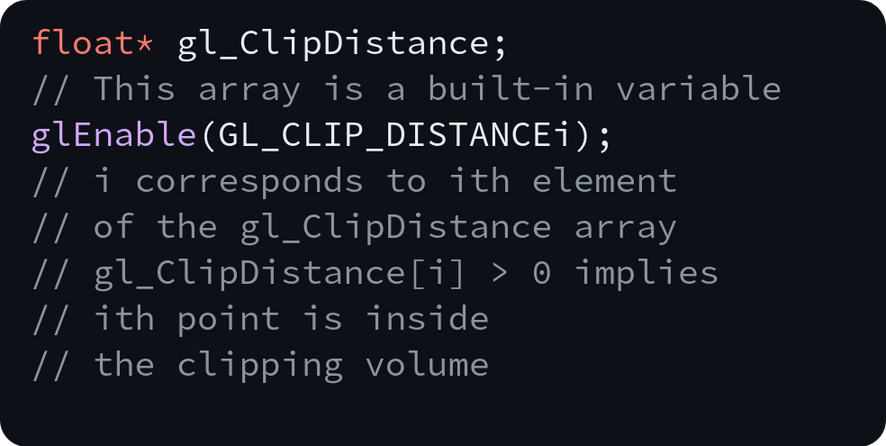 float* gl_ClipDistance;
// This array is a built-in variable
glEnable(GL_CLIP_DISTANCEi);
// i corresponds to ith element
// of the gl_ClipDistance array
// gl_ClipDistance[i] > 0 implies
// ith point is inside
// the clipping volume